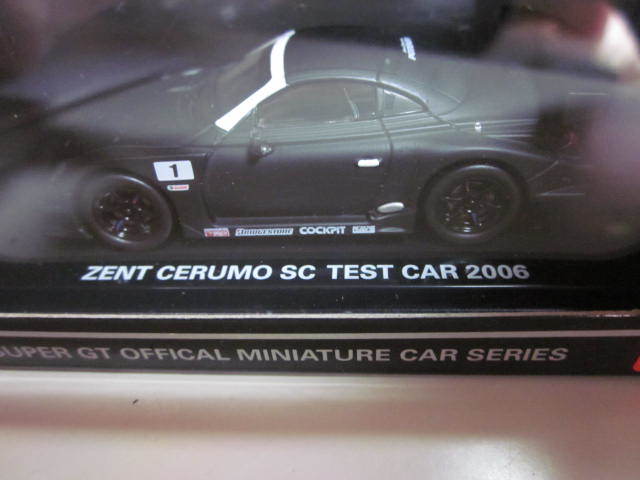 1
BRIDGESTONE COCKPIT
ZENT CERUMO SC TEST CAR 2006
SUPER GT OFFICAL MINIATURE CAR SERIES